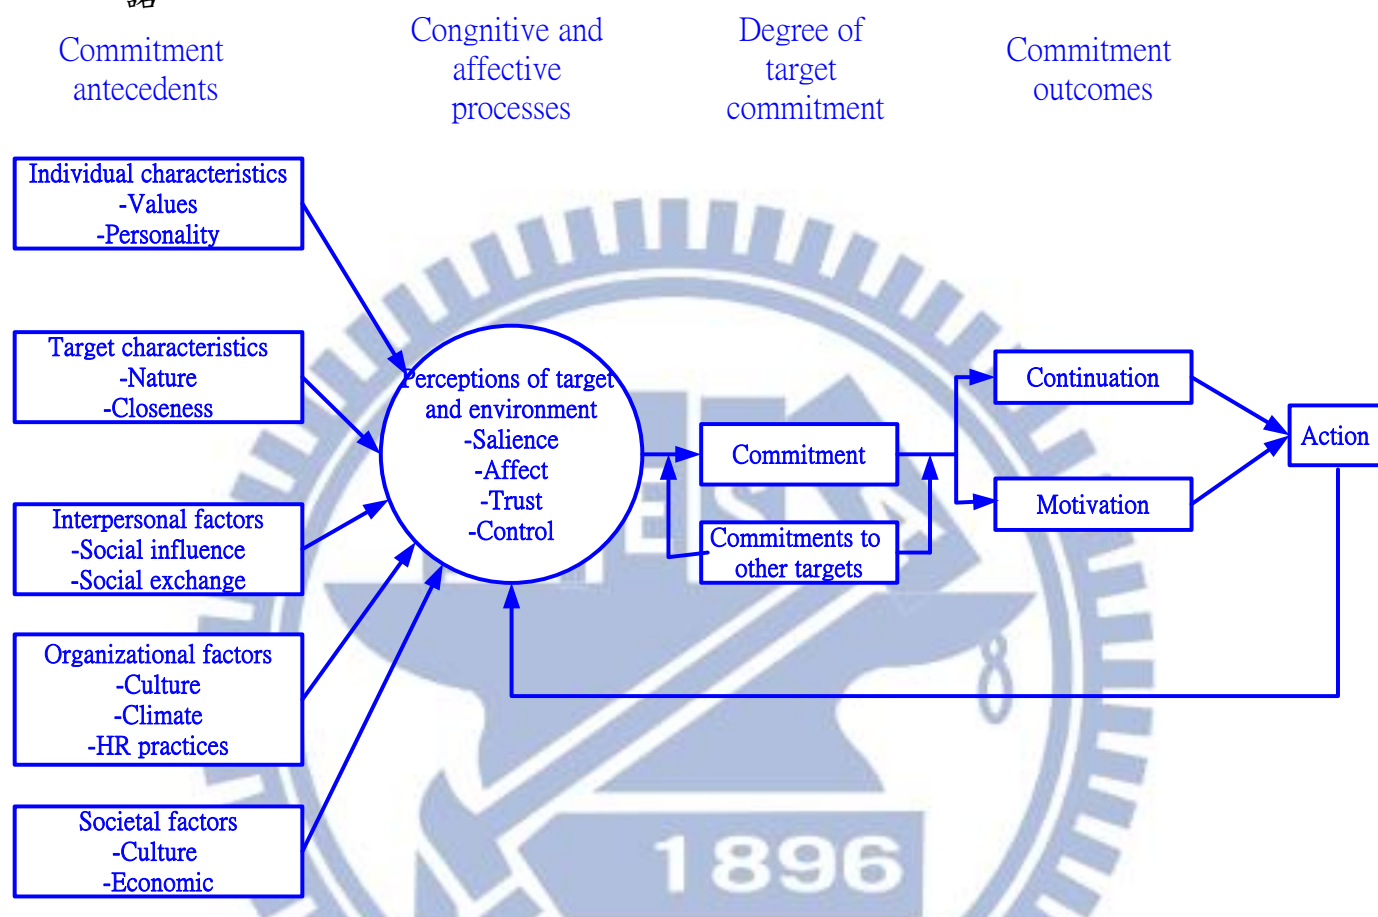 諾
Commitment
antecedents
Congnitive and
affective
processes
Degree of
target
commitment
Commitment
outcomes
Individual characteristics
-Values
-Personality
Target characteristics
-Nature
-Closeness
Interpersonal factors
-Social influence
-Social exchange
Organizational factors
-Culture
-Climate
-HR practices
Societal factors
-Culture
-Economic
Perceptions of target
and environment
-Salience
-Affect
-Trust
-Control
Commitment
Commitments to
other targets
Continuation
Motivation
Action
1896